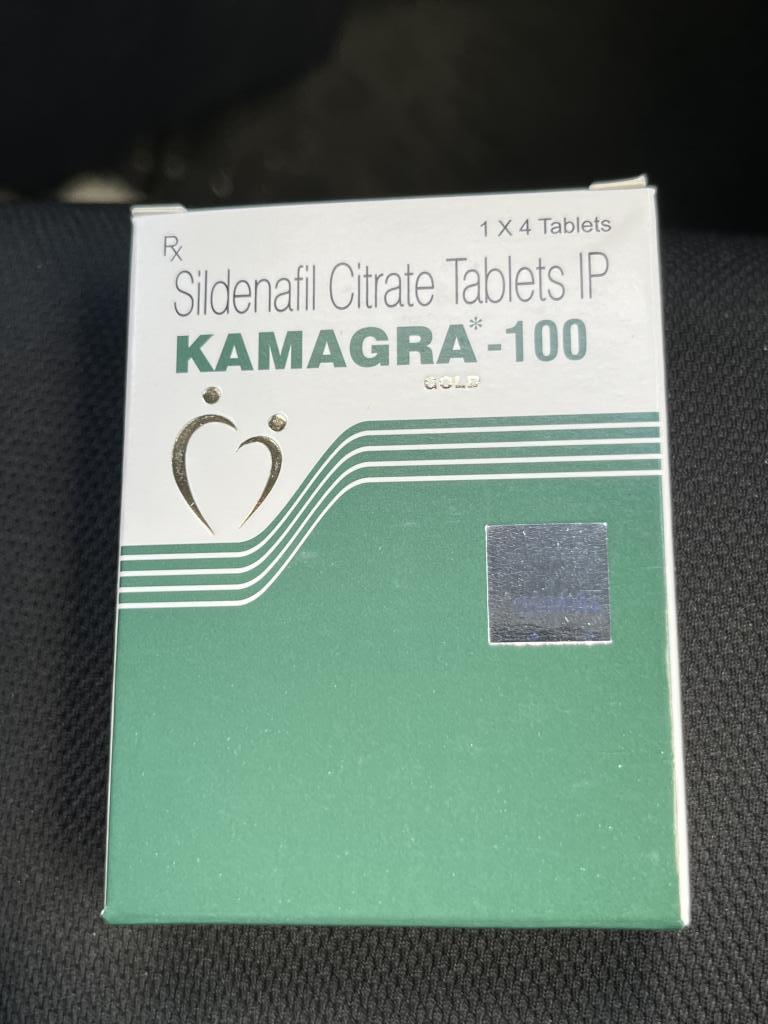 1 X 4 Tablets
Rx
Sildenafil Citrate Tablets IP
KAMAGRA*-100
GOLD